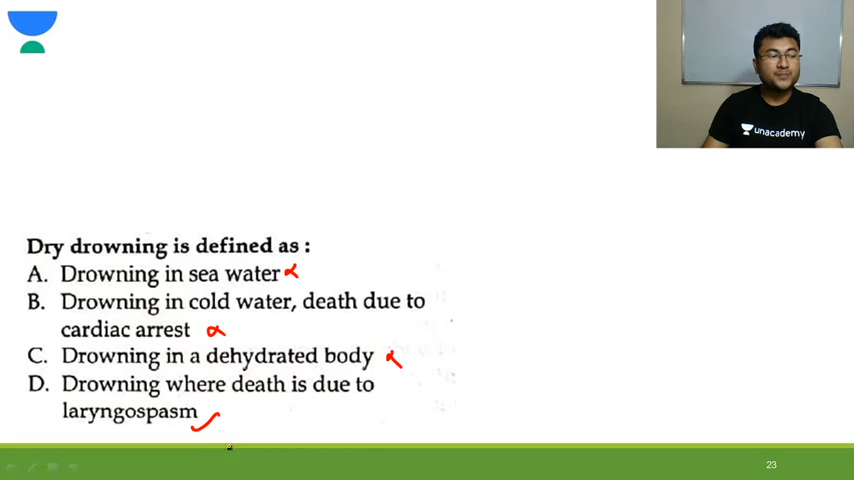 unacademy
Dry drowning is defined as :
A. Drowning in sea water
B. Drowning in cold water, death due to
cardiac arrest
C. Drowning in a dehydrated body
D. Drowning where death is due to
laryngospasm
23